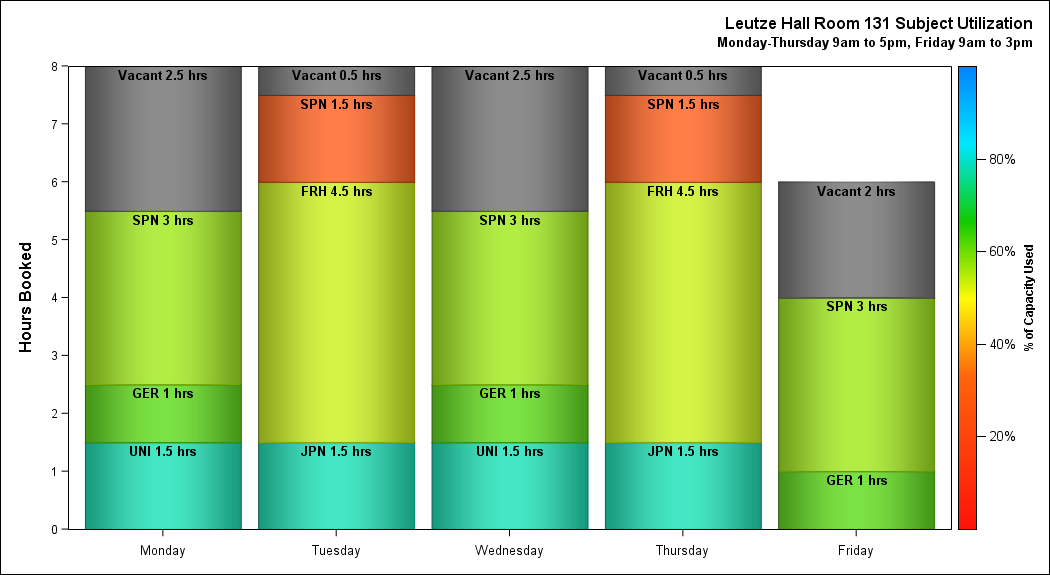 Leutze Hall Room 131 Subject Utilization
Monday-Thursday 9am to 5pm, Friday 9am to 3pm
Hours Booked
8
7
6
5
4
3
2
1
0
Vacant 2.5 hrs
SPN 3 hrs
GER 1 hrs
UNI 1.5 hrs
Monday
Vacant 0.5 hrs
SPN 1.5 hrs
FRH 4.5 hrs
JPN 1.5 hrs
Tuesday
Vacant 2.5 hrs
SPN 3 hrs
GER 1 hrs
UNI 1.5 hrs
Wednesday
Vacant 0.5 hrs
SPN 1.5 hrs
FRH 4.5 hrs
JPN 1.5 hrs
Thursday
Vacant 2 hrs
SPN 3 hrs
GER 1 hrs
Friday
80%
60%
40%
20%
% of Capacity Used